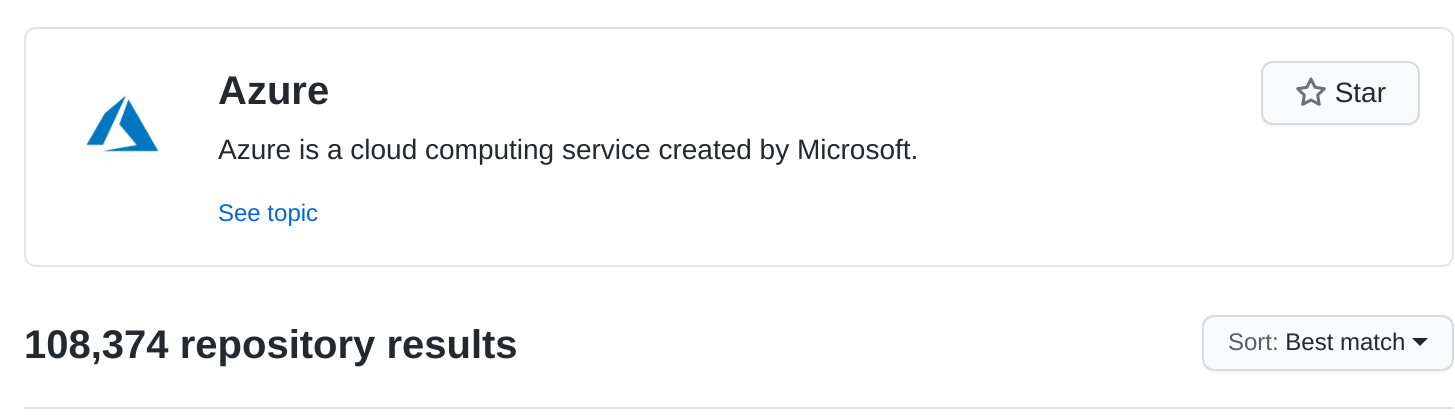 Azure
Star
Azure is a cloud computing service created by Microsoft.
See topic
108,374 repository results
Sort: Best match